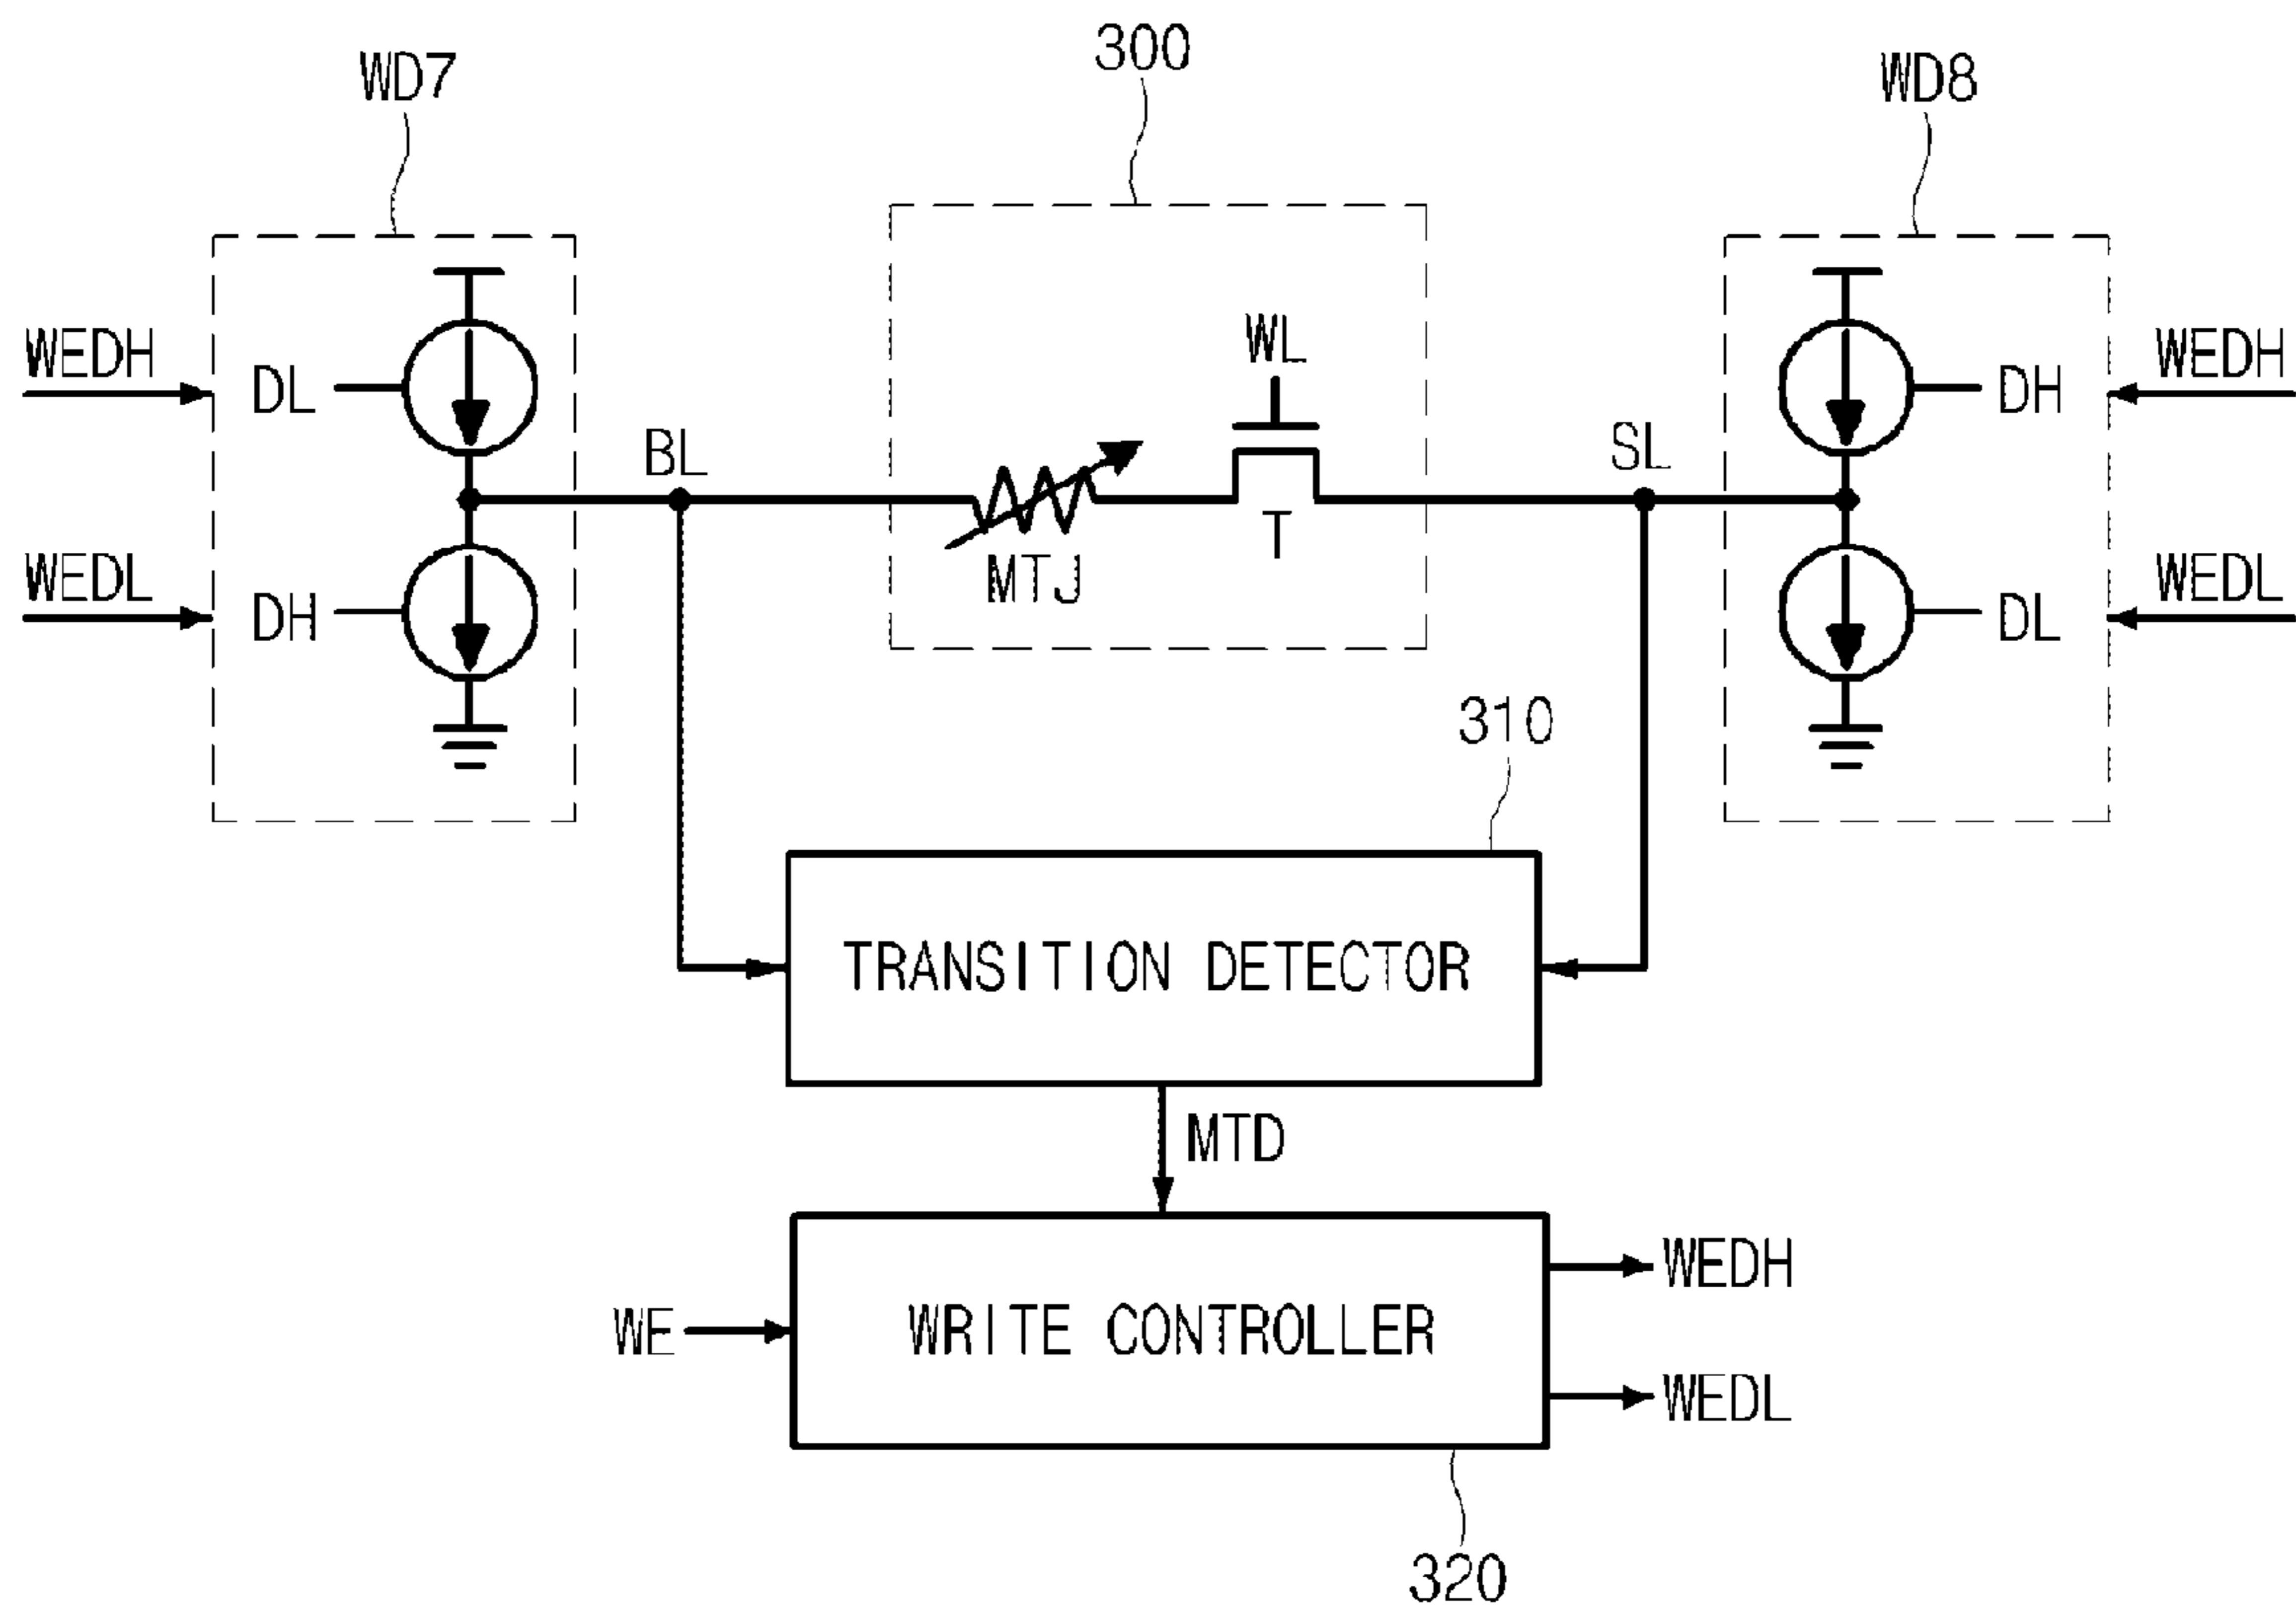 300
WD7
WD8
WEDH
DL
WL
DH
WEDH
BL
SL
WEDL
DH
MTJ
T
DL
WEDL
310
TRANSITION DETECTOR
MTD
WE
WRITE CONTROLLER
WEDH
WEDL
320